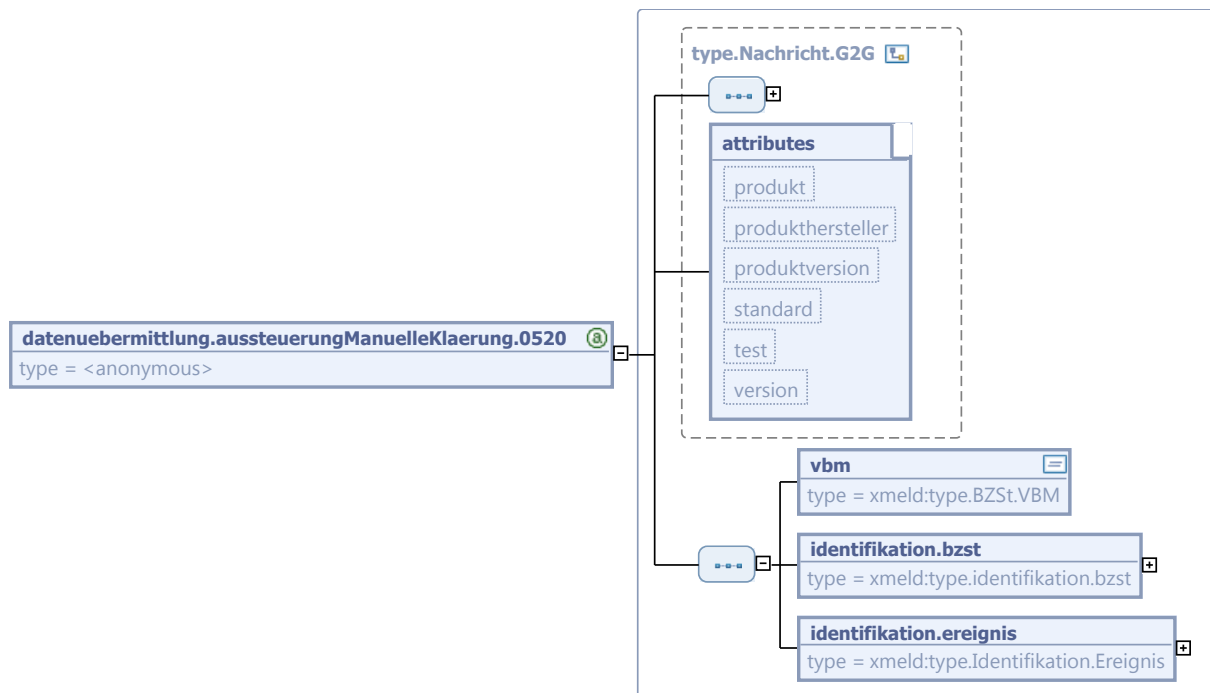 type.Nachricht.G2G
attributes
produkt
produkthersteller
produktversion
standard
test
version
datenuebermittlung.aussteuerungManuelleKlaerung.0520
type = <anonymous>
vbm
type = xmeld:type.BZSt.VBM
identifikation.bzst
type = xmeld:type.identifikation.bzst
identifikation.ereignis
type = xmeld:type.Identifikation.Ereignis